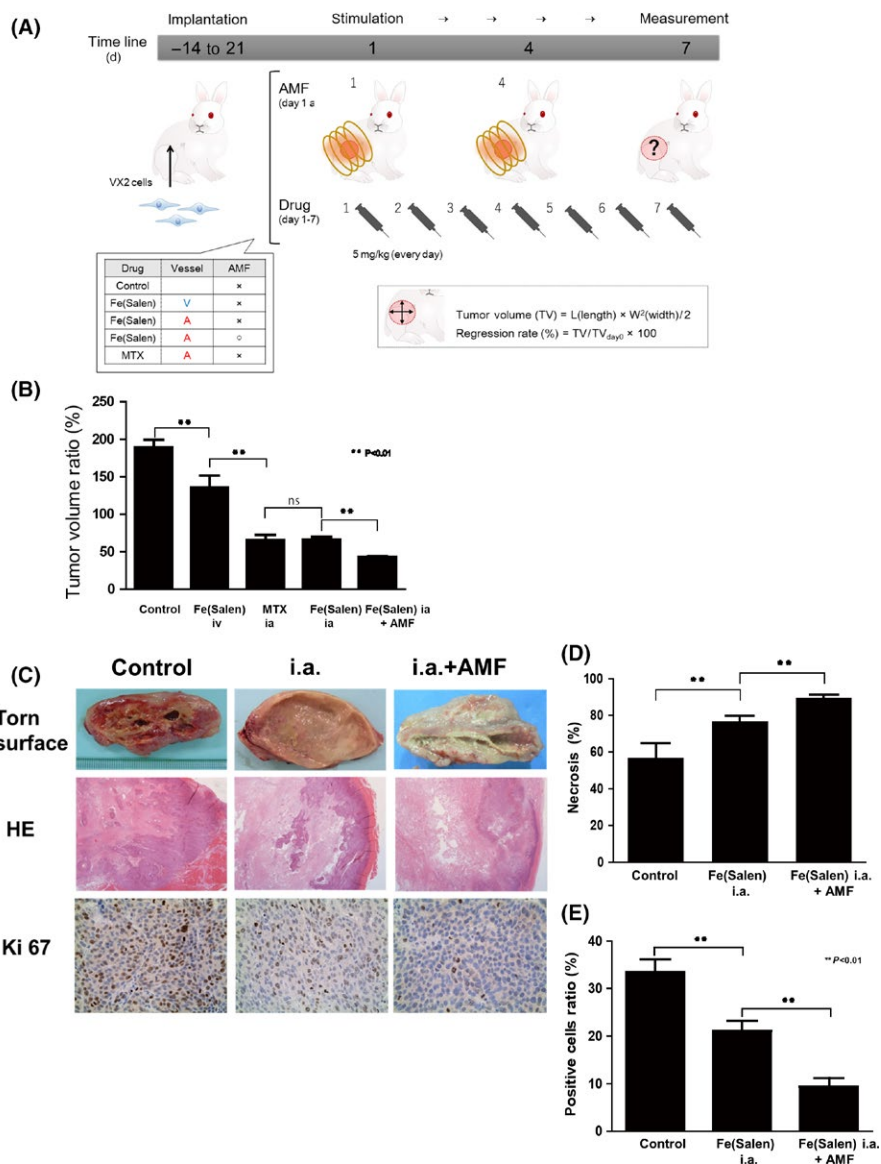 (A)
Implantation Stimulation → → → → Measurement
Time line (d) –14 to 21 1 4 7
AMF
(day 1 a
1 4
?
VX2 cells
Drug
(day 1-7)
1 2 3 4 5 6 7
5 mg/kg (every day)
Drug Vessel AMF
Control ×
Fe(Salen) V ×
Fe(Salen) A ×
Fe(Salen) A ○
MTX A ×
Tumor volume (TV) = L(length) × W²(width)/2
Regression rate (%) = TV/TVday0 × 100
(B)
Tumor volume ratio (%)
250
200
150
100
50
0
** ** ns **
** P<0.01
Control Fe(Salen) iv MTX ia Fe(Salen) ia Fe(Salen) ia + AMF
(C)
Control i.a. i.a.+AMF
Torn
surface
HE
Ki 67
(D)
Necrosis (%)
100
80
60
40
20
0
** **
Control Fe(Salen) i.a. Fe(Salen) i.a. + AMF
(E)
Positive cells ratio (%)
40
30
20
10
0
** **
** P<0.01
Control Fe(Salen) i.a. Fe(Salen) i.a. + AMF